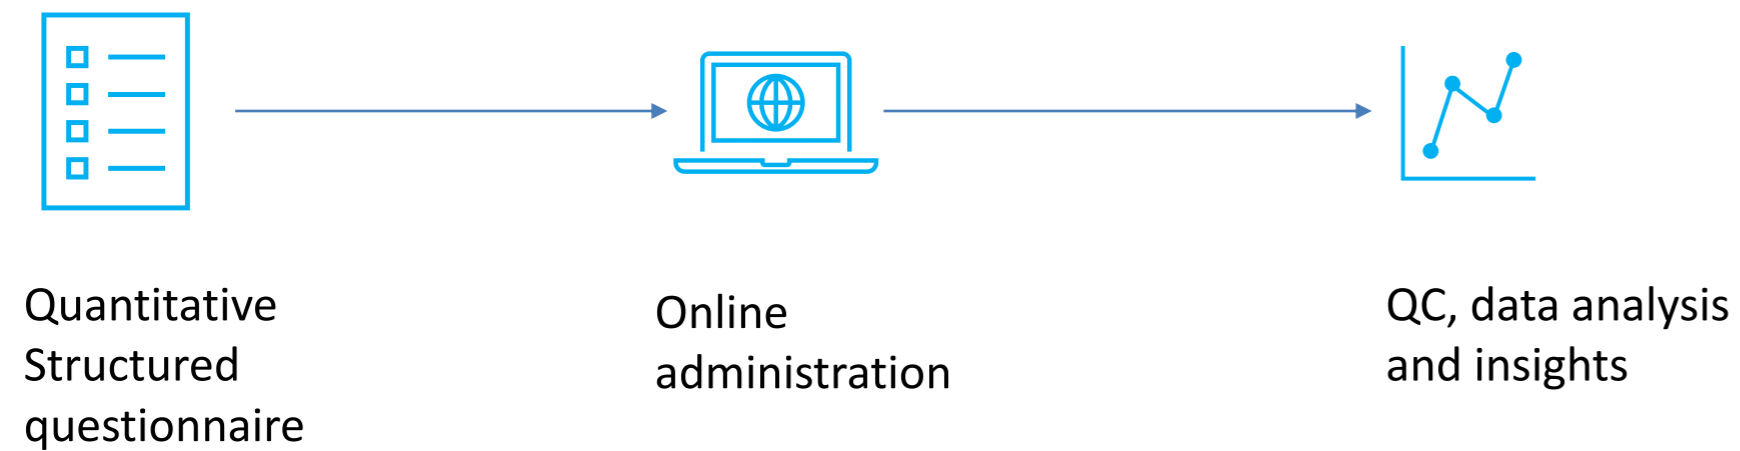 Quantitative
Structured
questionnaire
Online
administration
QC, data analysis
and insights